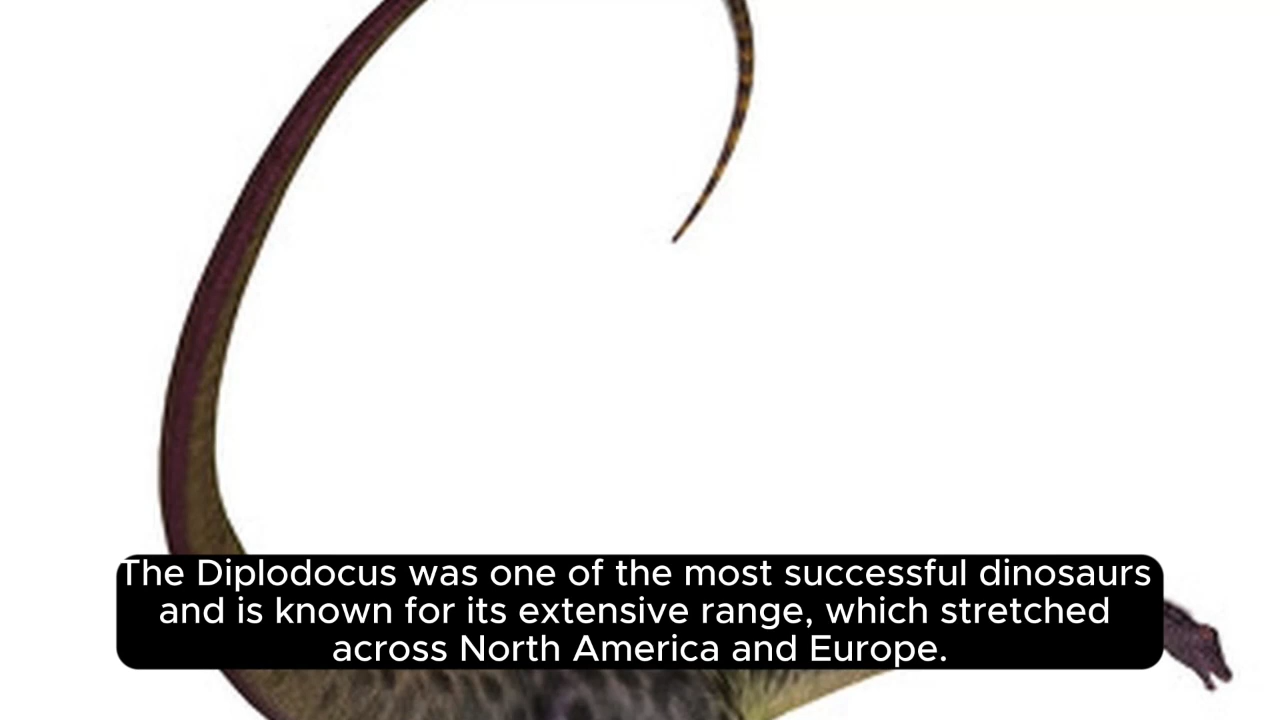 The Diplodocus was one of the most successful dinosaurs
and is known for its extensive range, which stretched
across North America and Europe.